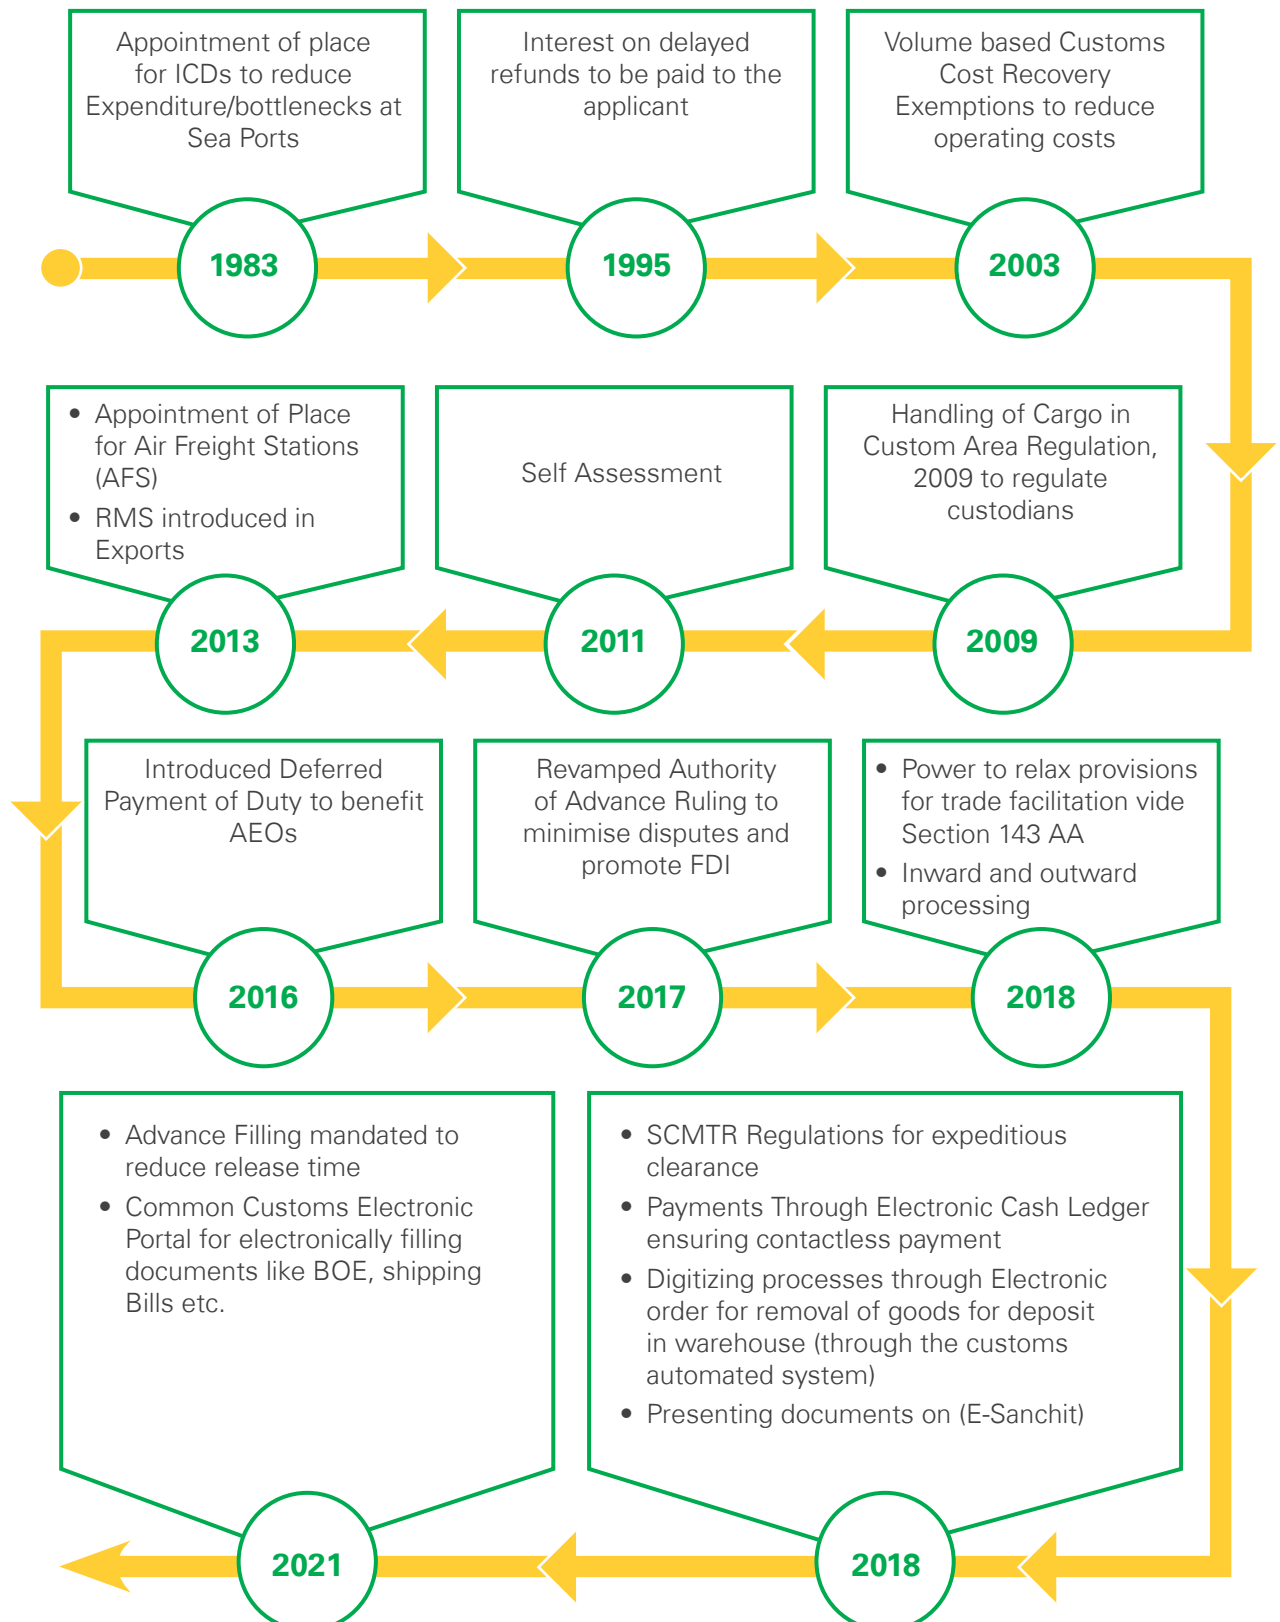 Appointment of place
for ICDs to reduce
Expenditure/bottlenecks at
Sea Ports
1983
Interest on delayed
refunds to be paid to the
applicant
1995
Volume based Customs
Cost Recovery
Exemptions to reduce
operating costs
2003
Handling of Cargo in
Custom Area Regulation,
2009 to regulate
custodians
2009
Self Assessment
2011
• Appointment of Place
for Air Freight Stations
(AFS)
• RMS introduced in
Exports
2013
Introduced Deferred
Payment of Duty to benefit
AEOs
2016
Revamped Authority
of Advance Ruling to
minimise disputes and
promote FDI
2017
• Power to relax provisions
for trade facilitation vide
Section 143 AA
• Inward and outward
processing
2018
• SCMTR Regulations for expeditious
clearance
• Payments Through Electronic Cash Ledger
ensuring contactless payment
• Digitizing processes through Electronic
order for removal of goods for deposit
in warehouse (through the customs
automated system)
• Presenting documents on (E-Sanchit)
2018
• Advance Filling mandated to
reduce release time
• Common Customs Electronic
Portal for electronically filling
documents like BOE, shipping
Bills etc.
2021